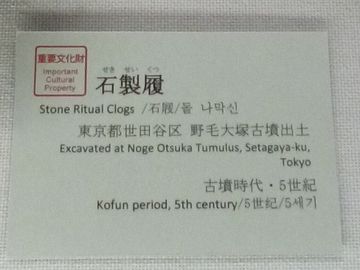 重要文化財
Important
Cultural
Property
せき せい くつ
石製履
Stone Ritual Clogs /石屐/돌 나막신
東京都世田谷区 野毛大塚古墳出土
Excavated at Noge Otsuka Tumulus, Setagaya-ku,
Tokyo
古墳時代・5世紀
Kofun period, 5th century/5世纪/5세기